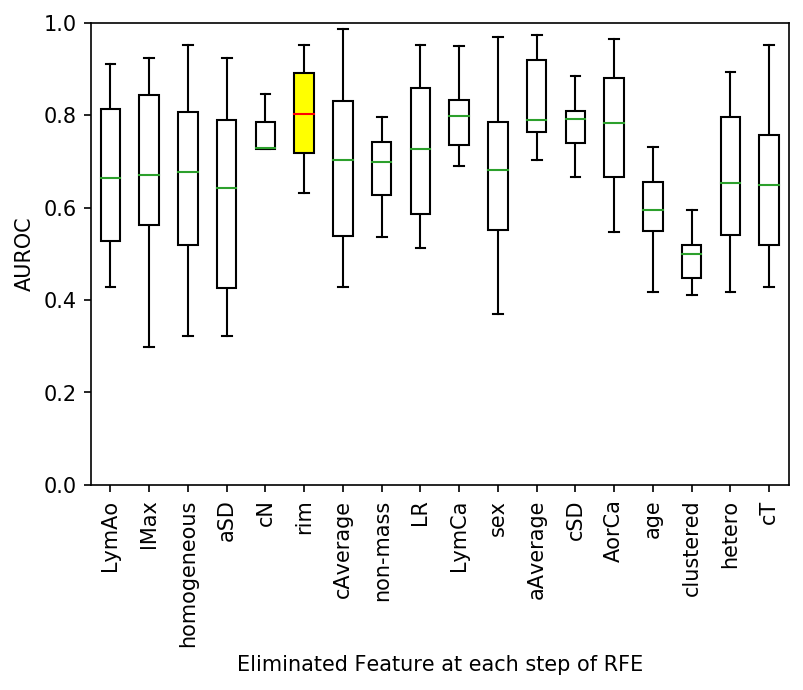 1.0
0.8
0.6
0.4
0.2
0.0
AUROC
LymAo
lMax
homogeneous
aSD
cN
rim
cAverage
non-mass
LR
LymCa
sex
aAverage
cSD
AorCa
age
clustered
hetero
cT
Eliminated Feature at each step of RFE